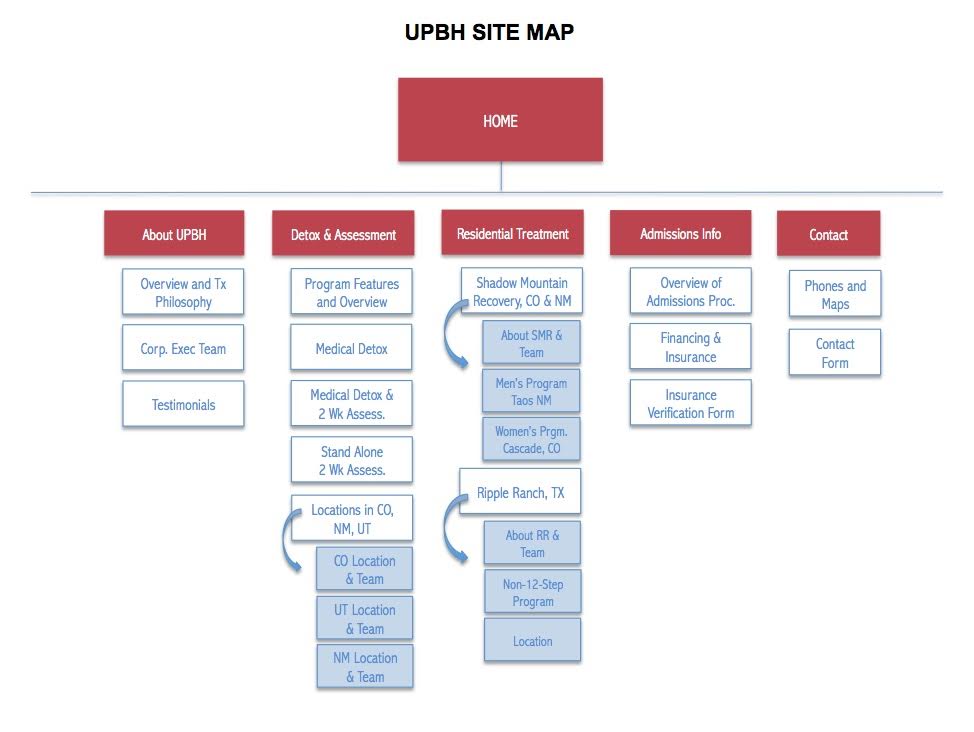 UPBH SITE MAP
HOME
About UPBH
Overview and Tx
Philosophy
Corp. Exec Team
Testimonials
Detox & Assessment
Program Features
and Overview
Medical Detox
Medical Detox &
2 Wk Assess.
Stand Alone
2 Wk Assess.
Locations in CO,
NM, UT
CO Location
& Team
UT Location
& Team
NM Location
& Team
Residential Treatment
Shadow Mountain
Recovery, CO & NM
About SMR &
Team
Men's Program
Taos NM
Women's Prgm.
Cascade, CO
Ripple Ranch, TX
About RR &
Team
Non-12-Step
Program
Location
Admissions Info
Overview of
Admissions Proc.
Financing &
Insurance
Insurance
Verification Form
Contact
Phones and
Maps
Contact
Form